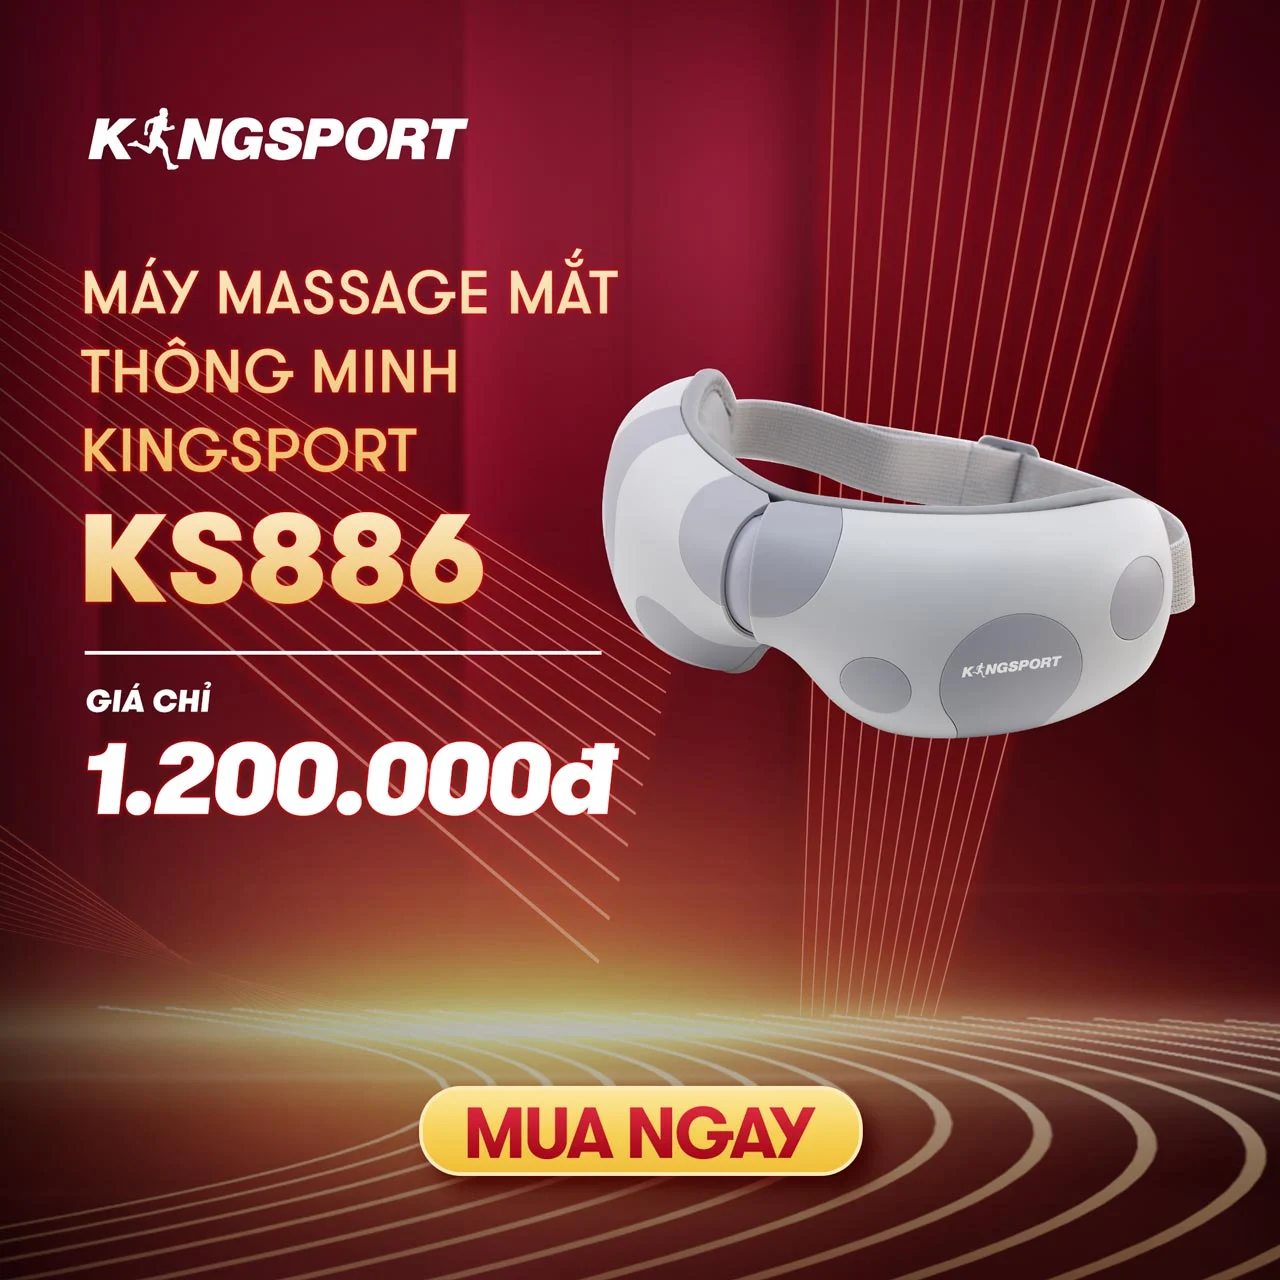 KINGSPORT
MÁY MASSAGE MẮT
THÔNG MINH
KINGSPORT
KS886
GIÁ CHỈ
1.200.000đ
KINGSPORT
MUA NGAY